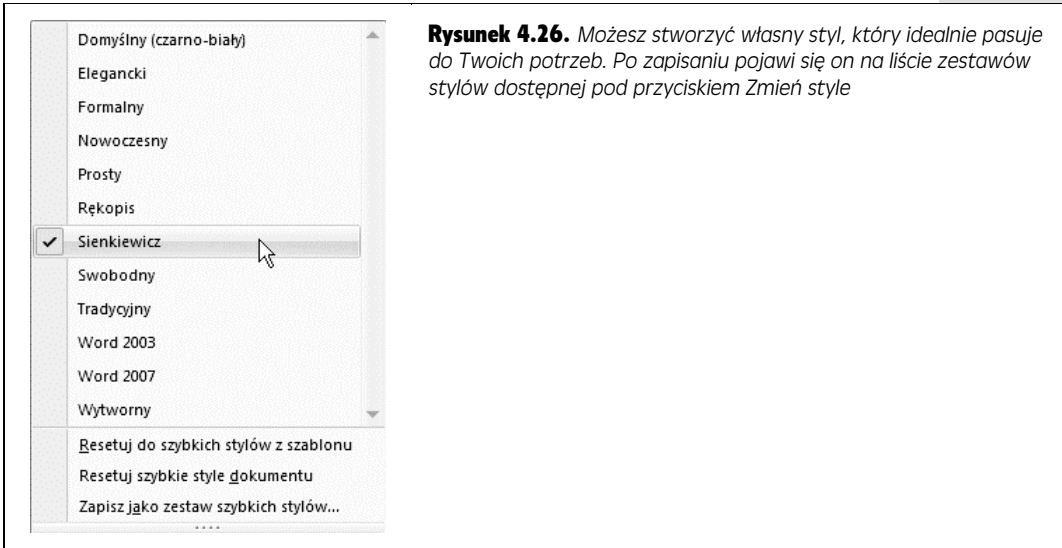 Domyślny (czarno-biały)
Elegancki
Formalny
Nowoczesny
Prosty
Rękopis
Sienkiewicz
Swobodny
Tradycyjny
Word 2003
Word 2007
Wytworny
Resetuj do szybkich stylów z szablonu
Resetuj szybkie style dokumentu
Zapisz jako zestaw szybkich stylów...
Rysunek 4.26. Możesz stworzyć własny styl, który idealnie pasuje
do Twoich potrzeb. Po zapisaniu pojawi się on na liście zestawów
stylów dostępnej pod przyciskiem Zmień style